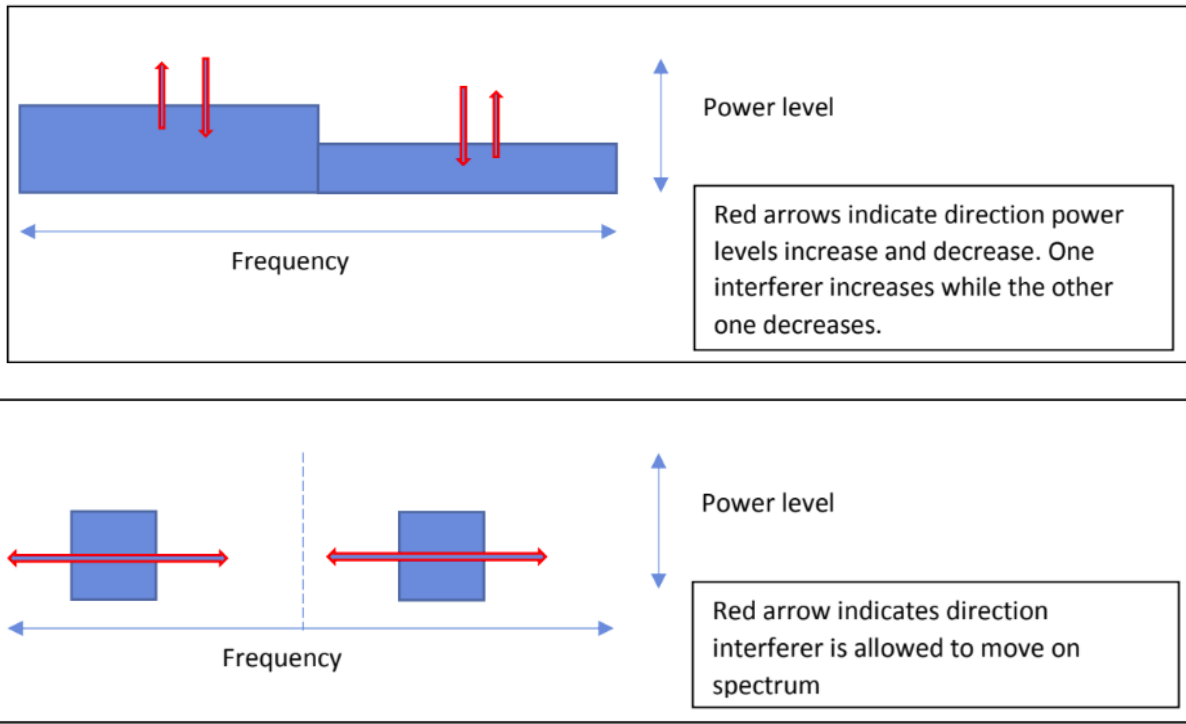 Power level
Frequency
Red arrows indicate direction power
levels increase and decrease. One
interferer increases while the other
one decreases.
Power level
Frequency
Red arrow indicates direction
interferer is allowed to move on
spectrum